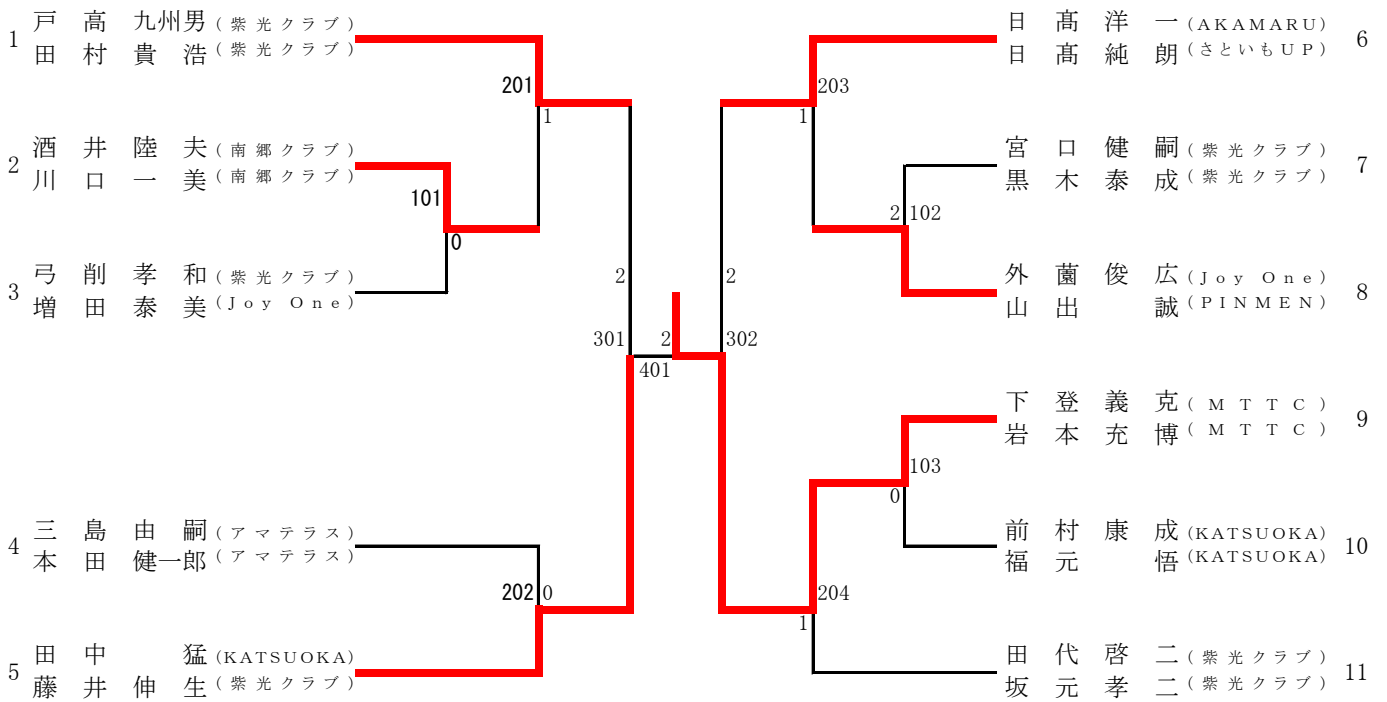 1 戸高九州男 (紫光クラブ)
田村貴浩 (紫光クラブ)
2 酒井陸夫 (南郷クラブ)
川口一美 (南郷クラブ)
3 弓削孝和 (紫光クラブ)
増田泰美 (Joy One)
4 三島由嗣 (アマテラス)
本田健一郎 (アマテラス)
5 田中猛 (KATSUOKA)
藤井伸生 (紫光クラブ)
201
1
101
0
2
301
2
401
202 0
203
1
2 102
2
302
103
0
204
1
日髙洋一 (AKAMARU) 6
日髙純朗 (さといもUP)
宮口健嗣 (紫光クラブ) 7
黒木泰成 (紫光クラブ)
外薗俊広 (Joy One) 8
山出誠 (PINMEN)
下登義克 (MTTC) 9
岩本充博 (MTTC)
前村康成 (KATSUOKA) 10
福元悟 (KATSUOKA)
田代啓二 (紫光クラブ) 11
坂元孝二 (紫光クラブ)